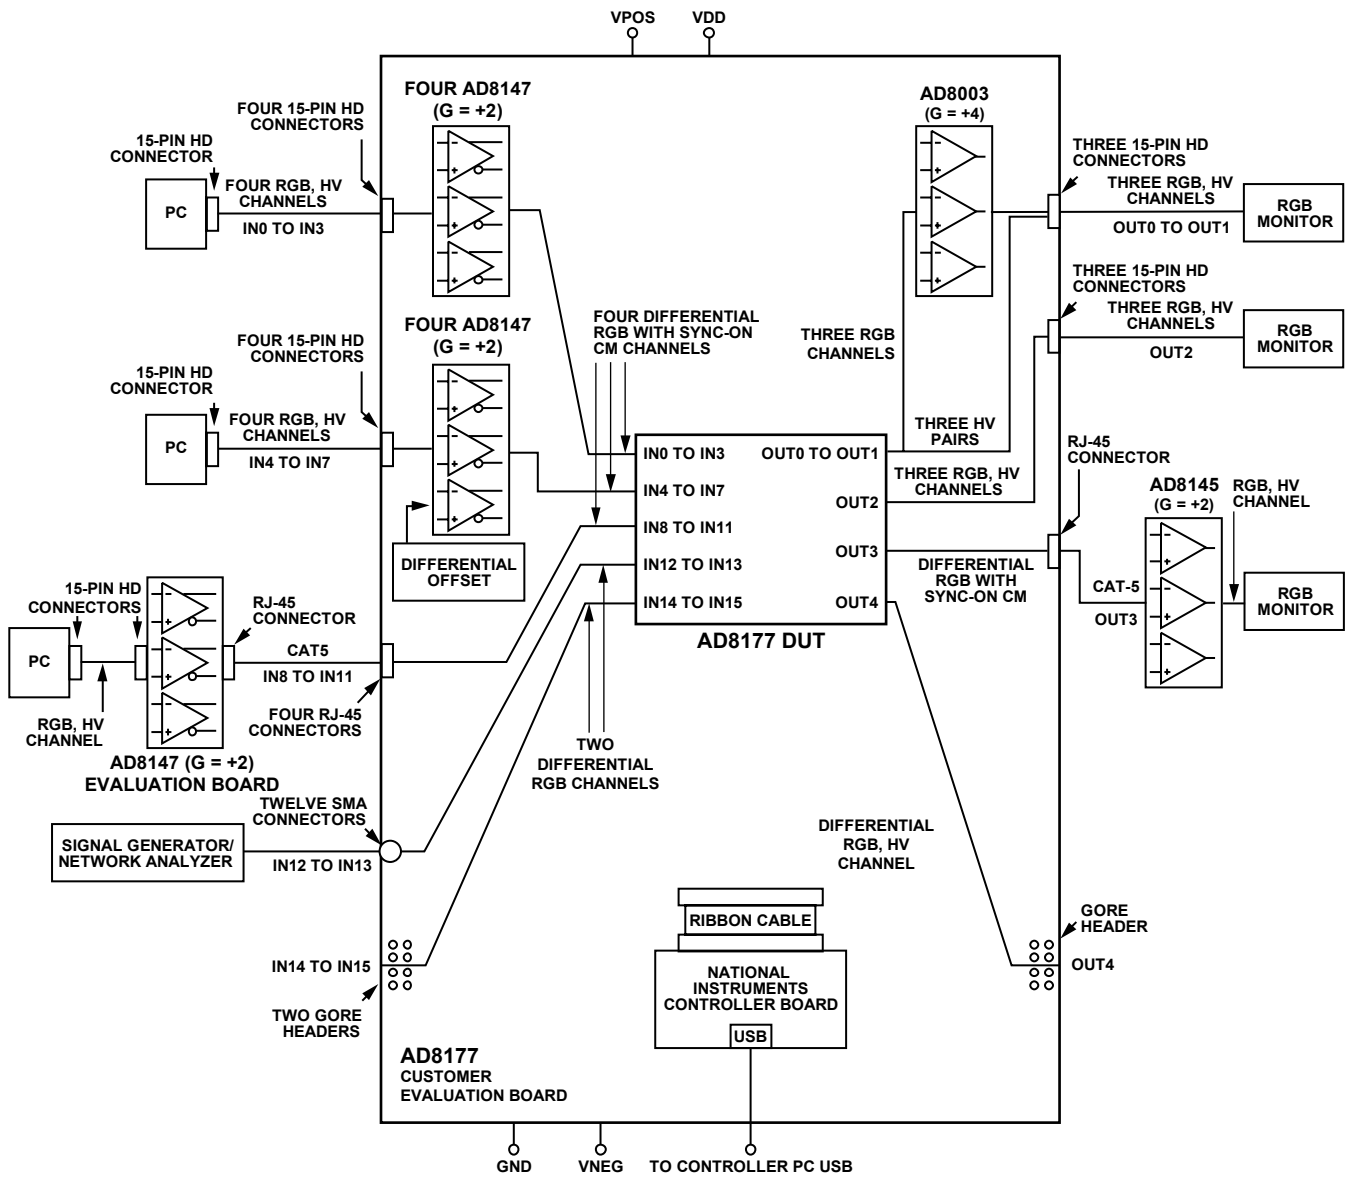 VPOS
VDD
FOUR AD8147
(G = +2)
AD8003
(G = +4)
FOUR 15-PIN HD
CONNECTORS
15-PIN HD
CONNECTOR
PC
FOUR RGB, HV
CHANNELS
IN0 TO IN3
THREE 15-PIN HD
CONNECTORS
THREE RGB, HV
CHANNELS
OUT0 TO OUT1
RGB
MONITOR
THREE 15-PIN HD
CONNECTORS
THREE RGB, HV
CHANNELS
OUT2
RGB
MONITOR
FOUR AD8147
(G = +2)
FOUR DIFFERENTIAL
RGB WITH SYNC-ON
CM CHANNELS
THREE RGB
CHANNELS
FOUR 15-PIN HD
CONNECTORS
15-PIN HD
CONNECTOR
PC
FOUR RGB, HV
CHANNELS
IN4 TO IN7
THREE HV
PAIRS
RJ-45
CONNECTOR
IN0 TO IN3
OUT0 TO OUT1
IN4 TO IN7
OUT2
IN8 TO IN11
OUT3
IN12 TO IN13
IN14 TO IN15
OUT4
AD8177 DUT
THREE RGB, HV
CHANNELS
AD8145
(G = +2)
RGB, HV
CHANNEL
DIFFERENTIAL
OFFSET
DIFFERENTIAL
RGB WITH
SYNC-ON CM
CAT-5
OUT3
RGB
MONITOR
15-PIN HD
CONNECTORS
RJ-45
CONNECTOR
PC
CAT5
IN8 TO IN11
RGB, HV
CHANNEL
FOUR RJ-45
CONNECTORS
AD8147 (G = +2)
EVALUATION BOARD
TWO
DIFFERENTIAL
RGB CHANNELS
TWELVE SMA
CONNECTORS
SIGNAL GENERATOR/
NETWORK ANALYZER
IN12 TO IN13
DIFFERENTIAL
RGB, HV
CHANNEL
RIBBON CABLE
GORE
HEADER
IN14 TO IN15
OUT4
NATIONAL
INSTRUMENTS
CONTROLLER BOARD
USB
TWO GORE
HEADERS
AD8177
CUSTOMER
EVALUATION BOARD
GND
VNEG
TO CONTROLLER PC USB